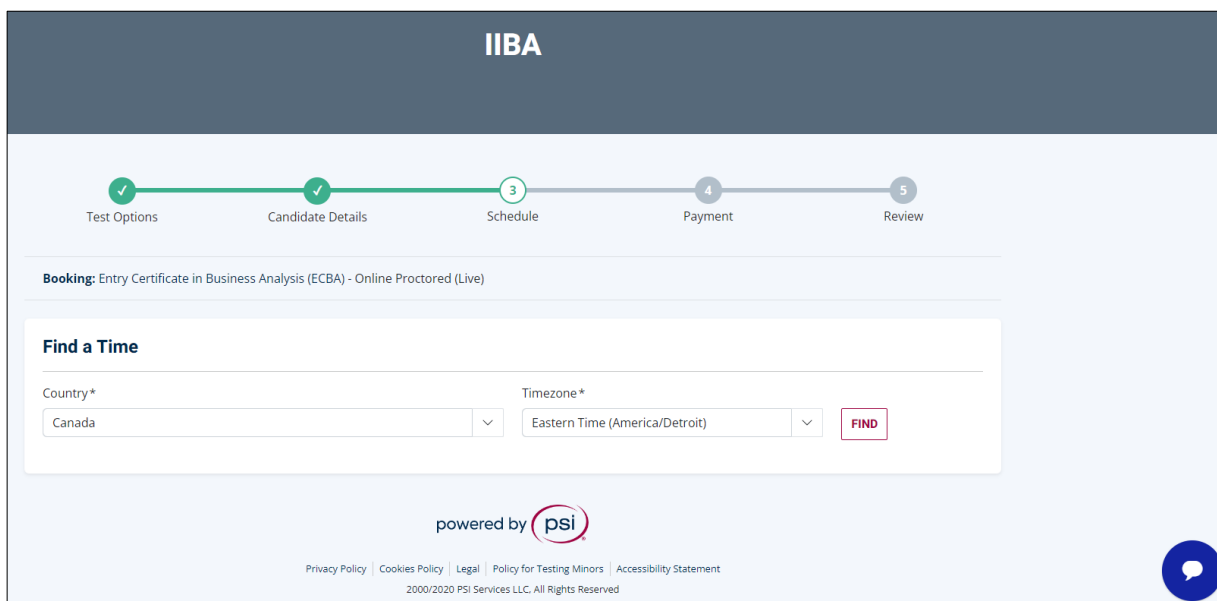 IIBA
3 4 5
Test Options Candidate Details Schedule Payment Review
Booking: Entry Certificate in Business Analysis (ECBA) - Online Proctored (Live)
Find a Time
Country* Timezone*
Canada Eastern Time (America/Detroit) FIND
powered by psi
Privacy Policy | Cookies Policy | Legal | Policy for Testing Minors | Accessibility Statement
2000/2020 PSI Services LLC, All Rights Reserved